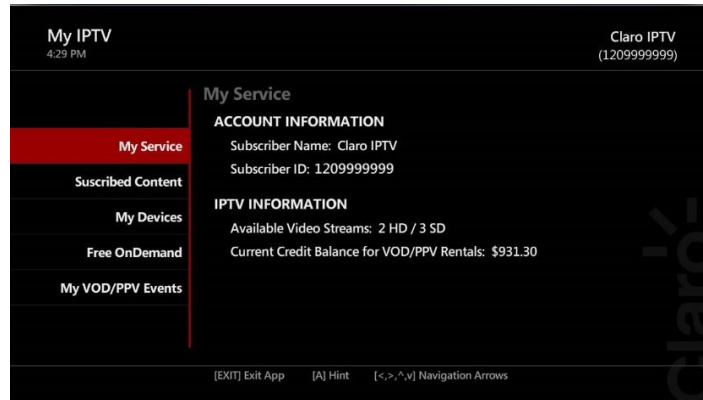 My IPTV
4:29 PM
Claro IPTV
(1209999999)
My Service
ACCOUNT INFORMATION
Subscriber Name: Claro IPTV
Subscriber ID: 1209999999
IPTV INFORMATION
Available Video Streams: 2 HD / 3 SD
Current Credit Balance for VOD/PPV Rentals: $931.30
My Service
Suscribed Content
My Devices
Free OnDemand
My VOD/PPV Events
[EXIT] Exit App [A] Hint [<,>,^,v] Navigation Arrows
Claro